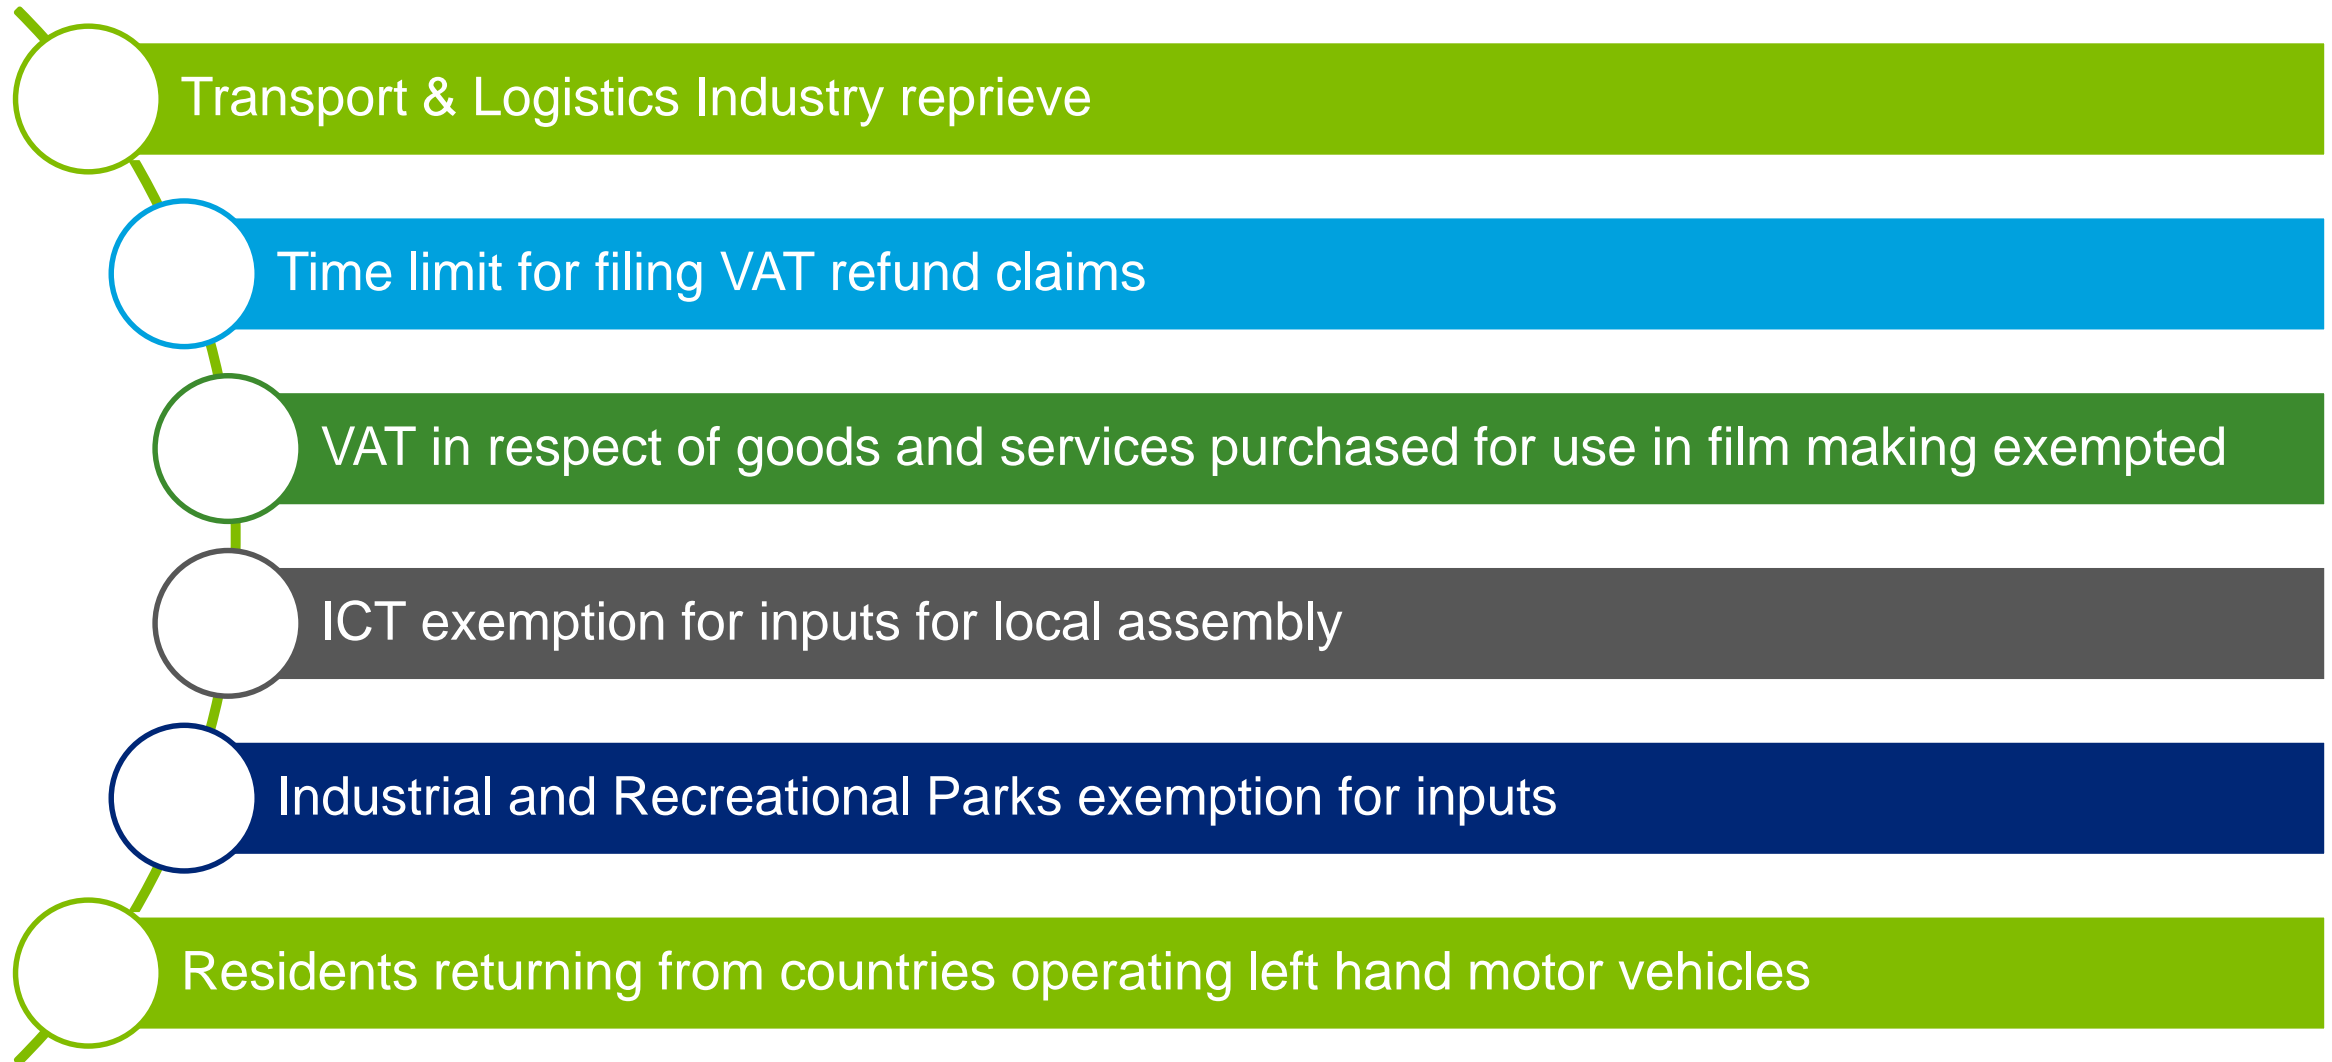 Transport & Logistics Industry reprieve
Time limit for filing VAT refund claims
VAT in respect of goods and services purchased for use in film making exempted
ICT exemption for inputs for local assembly
Industrial and Recreational Parks exemption for inputs
Residents returning from countries operating left hand motor vehicles